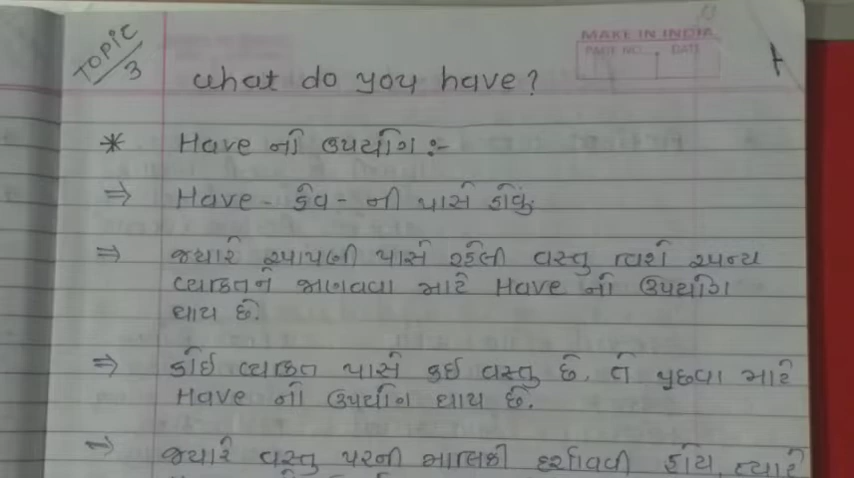 TOPIC
3
MAKE IN INDIA
PAGE NO. DATE
what do you have?
* Have નો ઉપયોગ :-
⇒ Have - હેવ - ની પાસે હોવું
⇒ જ્યારે આપણી પાસે રહેલી વસ્તુ વિશે અન્ય
વ્યકિતને જણાવવા માટે Have નો ઉપયોગ
થાય છે.
⇒ કોઈ વ્યકિત પાસે કઈ વસ્તુ છે, તે પુછવા માટે
Have નો ઉપયોગ થાય છે.
⇒ જ્યારે વસ્તુ પરની માલિકી દર્શાવવી હોય, ત્યારે